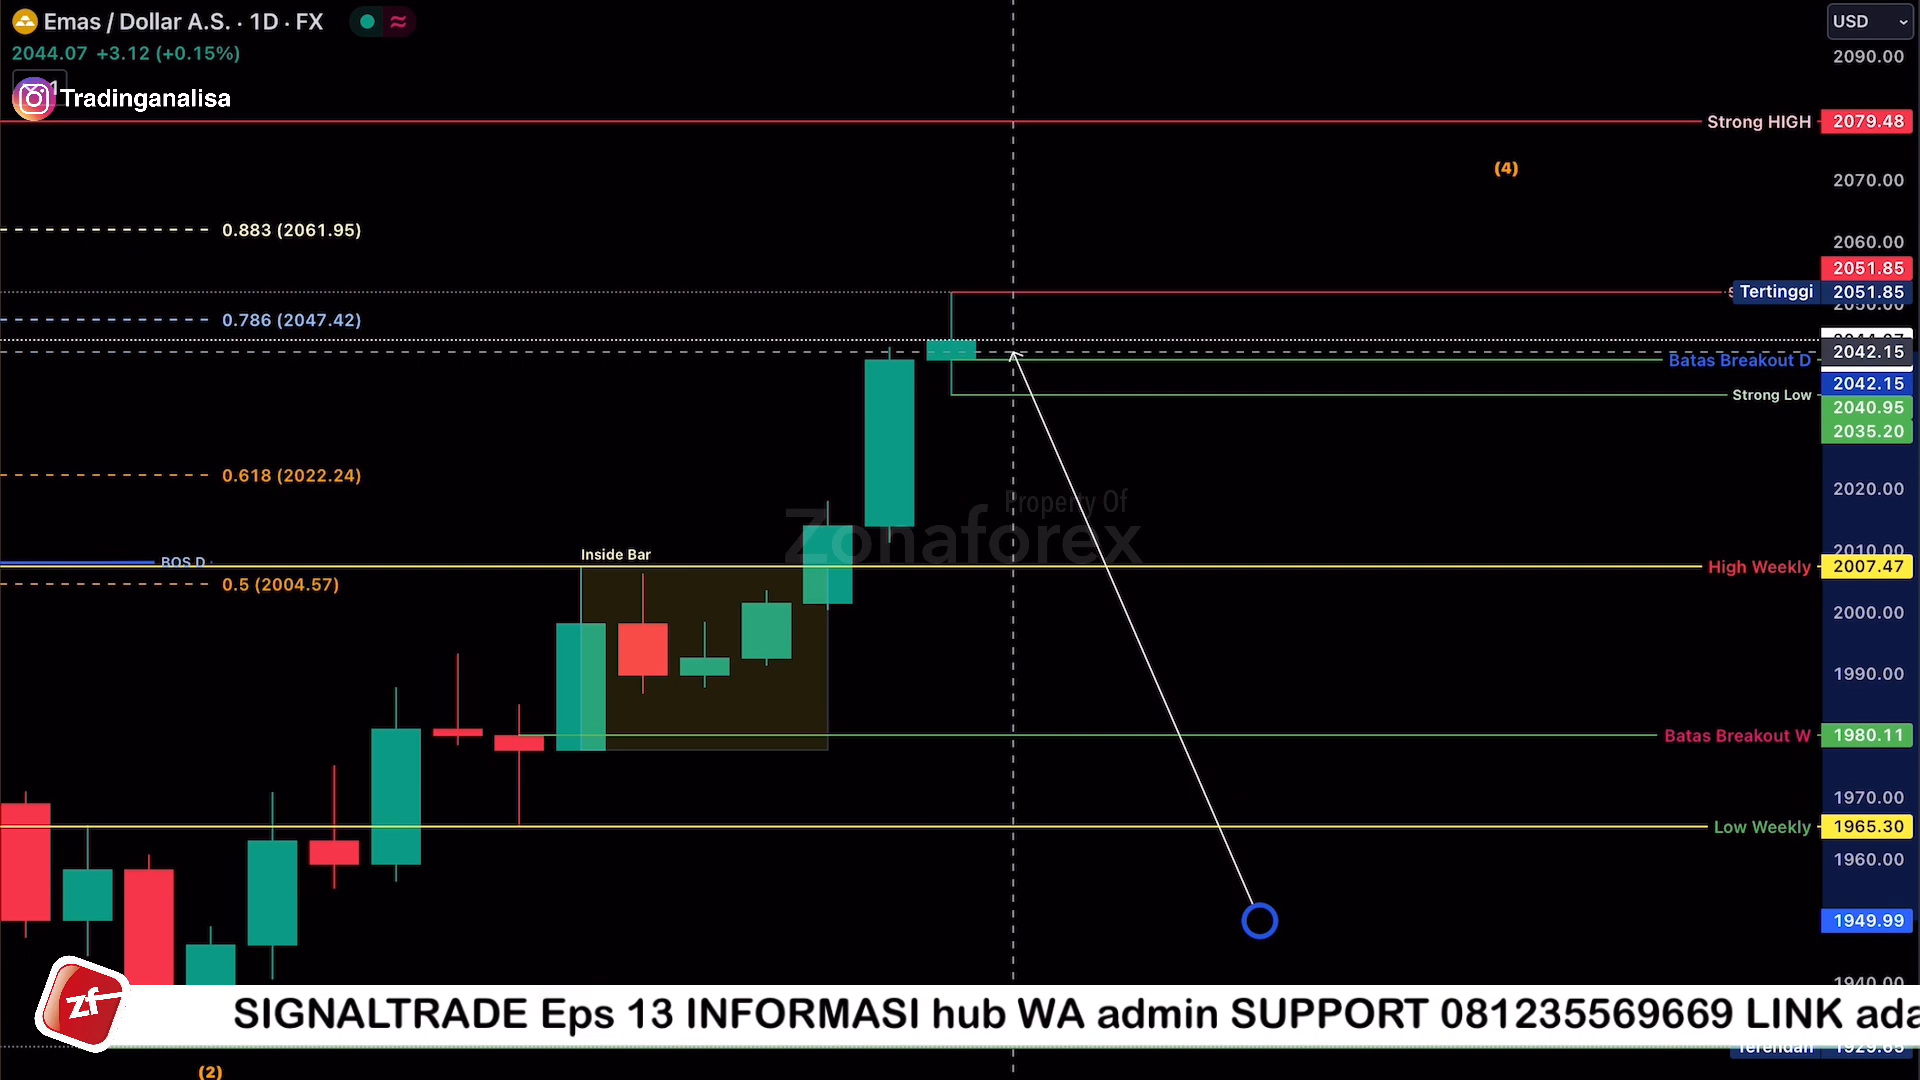 Emas / Dollar A.S. · 1D · FX
USD
2044.07 +3.12 (+0.15%)
2090.00
Tradinganalisa
Strong HIGH 2079.48
(4)
2070.00
0.883 (2061.95)
2060.00
2051.85
Tertinggi 2051.85
0.786 (2047.42)
2042.15
Batas Breakout D
2042.15
Strong Low
2040.95
2035.20
0.618 (2022.24)
2020.00
Property Of
Zonaforex
2010.00
Inside Bar
BOS D
High Weekly 2007.47
0.5 (2004.57)
2000.00
1990.00
Batas Breakout W 1980.11
1970.00
Low Weekly 1965.30
1960.00
1949.99
1940.00
zf
SIGNALTRADE Eps 13 INFORMASI hub WA admin SUPPORT 081235569669 LINK ada
(2)